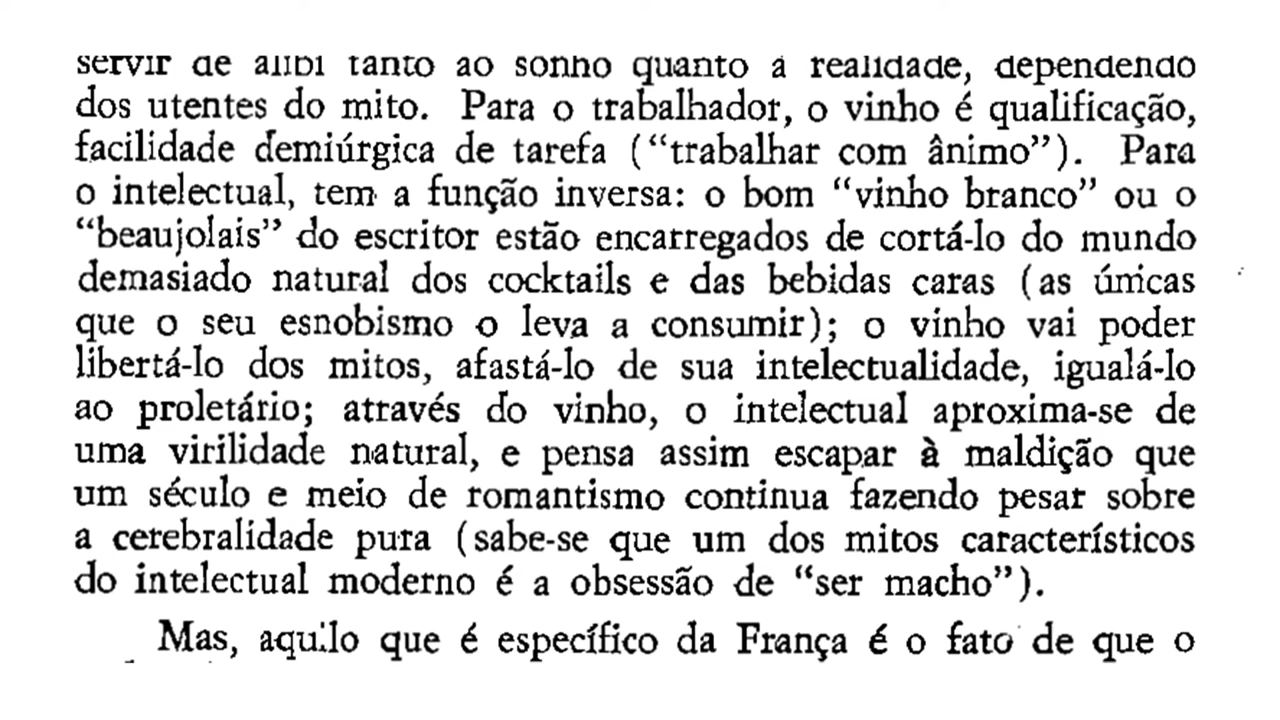 servir de alibi tanto ao sonho quanto à realidade, dependendo
dos utentes do mito. Para o trabalhador, o vinho é qualificação,
facilidade demiúrgica de tarefa (“trabalhar com ânimo”). Para
o intelectual, tem a função inversa: o bom “vinho branco” ou o
“beaujolais” do escritor estão encarregados de cortá-lo do mundo
demasiado natural dos cocktails e das bebidas caras (as únicas
que o seu esnobismo o leva a consumir); o vinho vai poder
libertá-lo dos mitos, afastá-lo de sua intelectualidade, igualá-lo
ao proletário; através do vinho, o intelectual aproxima-se de
uma virilidade natural, e pensa assim escapar à maldição que
um século e meio de romantismo continua fazendo pesar sobre
a cerebralidade pura (sabe-se que um dos mitos característicos
do intelectual moderno é a obsessão de “ser macho”).
Mas, aquilo que é específico da França é o fato de que o